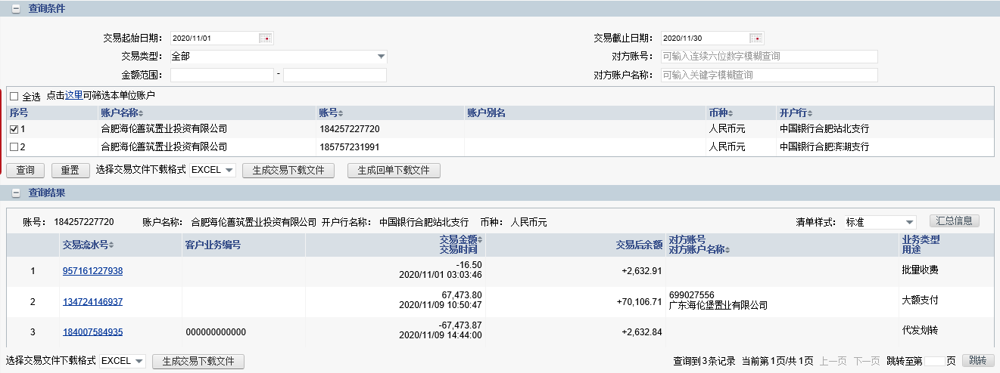 查询条件
交易起始日期： 2020/11/01 交易截止日期： 2020/11/30
交易类型： 全部 对方账号： 可输入连续六位数字模糊查询
金额范围： - 对方账户名称： 可输入关键字模糊查询
全选 点击这里可筛选本单位账户
序号 账户名称 账号 账户别名 币种 开户行
1 合肥海伦善筑置业投资有限公司 184257227720 人民币元 中国银行合肥站北支行
2 合肥海伦善筑置业投资有限公司 185757231991 人民币元 中国银行合肥滨湖支行
查询 重置 选择交易文件下载格式 EXCEL 生成交易下载文件 生成回单下载文件
查询结果
账号： 184257227720 账户名称： 合肥海伦善筑置业投资有限公司 开户行名称： 中国银行合肥站北支行 币种： 人民币元 清单样式： 标准 汇总信息
交易流水号 客户业务编号 交易金额 交易后余额 对方账号 业务类型
交易时间 对方账户名称 用途
1 957161227938 -16.50 +2,632.91 批量收费
2020/11/01 03:03:46
2 134724146937 67,473.80 +70,106.71 699027556 大额支付
2020/11/09 10:50:47 广东海伦堡置业有限公司
3 184007584935 000000000000 -67,473.87 +2,632.84 代发划转
2020/11/09 14:44:00
选择交易文件下载格式 EXCEL 生成交易下载文件 查询到3条记录 当前第1页/共1页 上一页 下一页 跳转至第 页 跳转